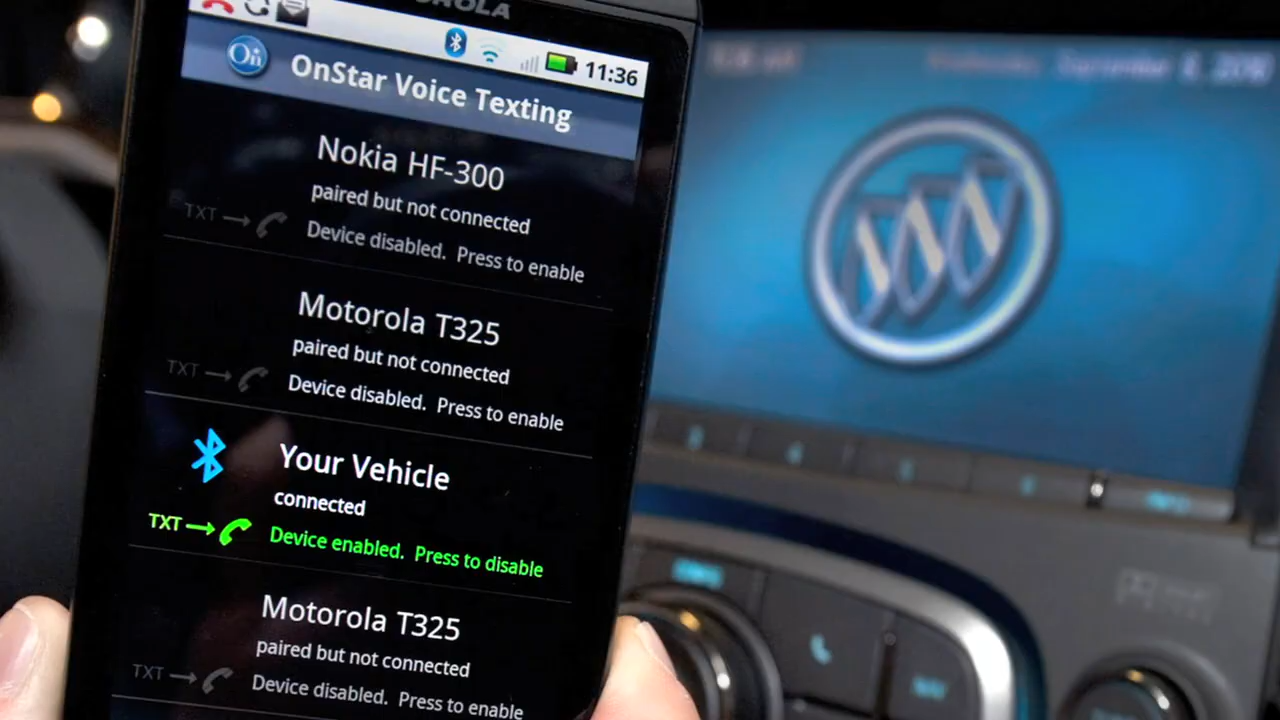 11:36
On OnStar Voice Texting
Nokia HF-300
paired but not connected
TXT → Device disabled. Press to enable
Motorola T325
paired but not connected
TXT → Device disabled. Press to enable
Your Vehicle
connected
TXT → Device enabled. Press to disable
Motorola T325
paired but not connected
TXT → Device disabled. Press to enable